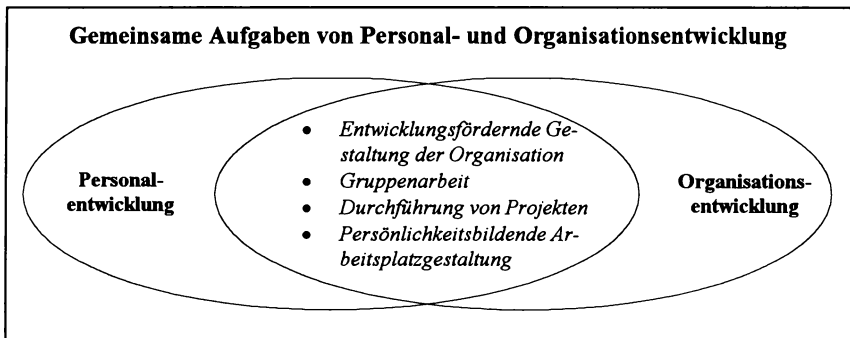 Gemeinsame Aufgaben von Personal- und Organisationsentwicklung
Personal-
entwicklung
• Entwicklungsfördernde Ge-
staltung der Organisation
• Gruppenarbeit
• Durchführung von Projekten
• Persönlichkeitsbildende Ar-
beitsplatzgestaltung
Organisations-
entwicklung